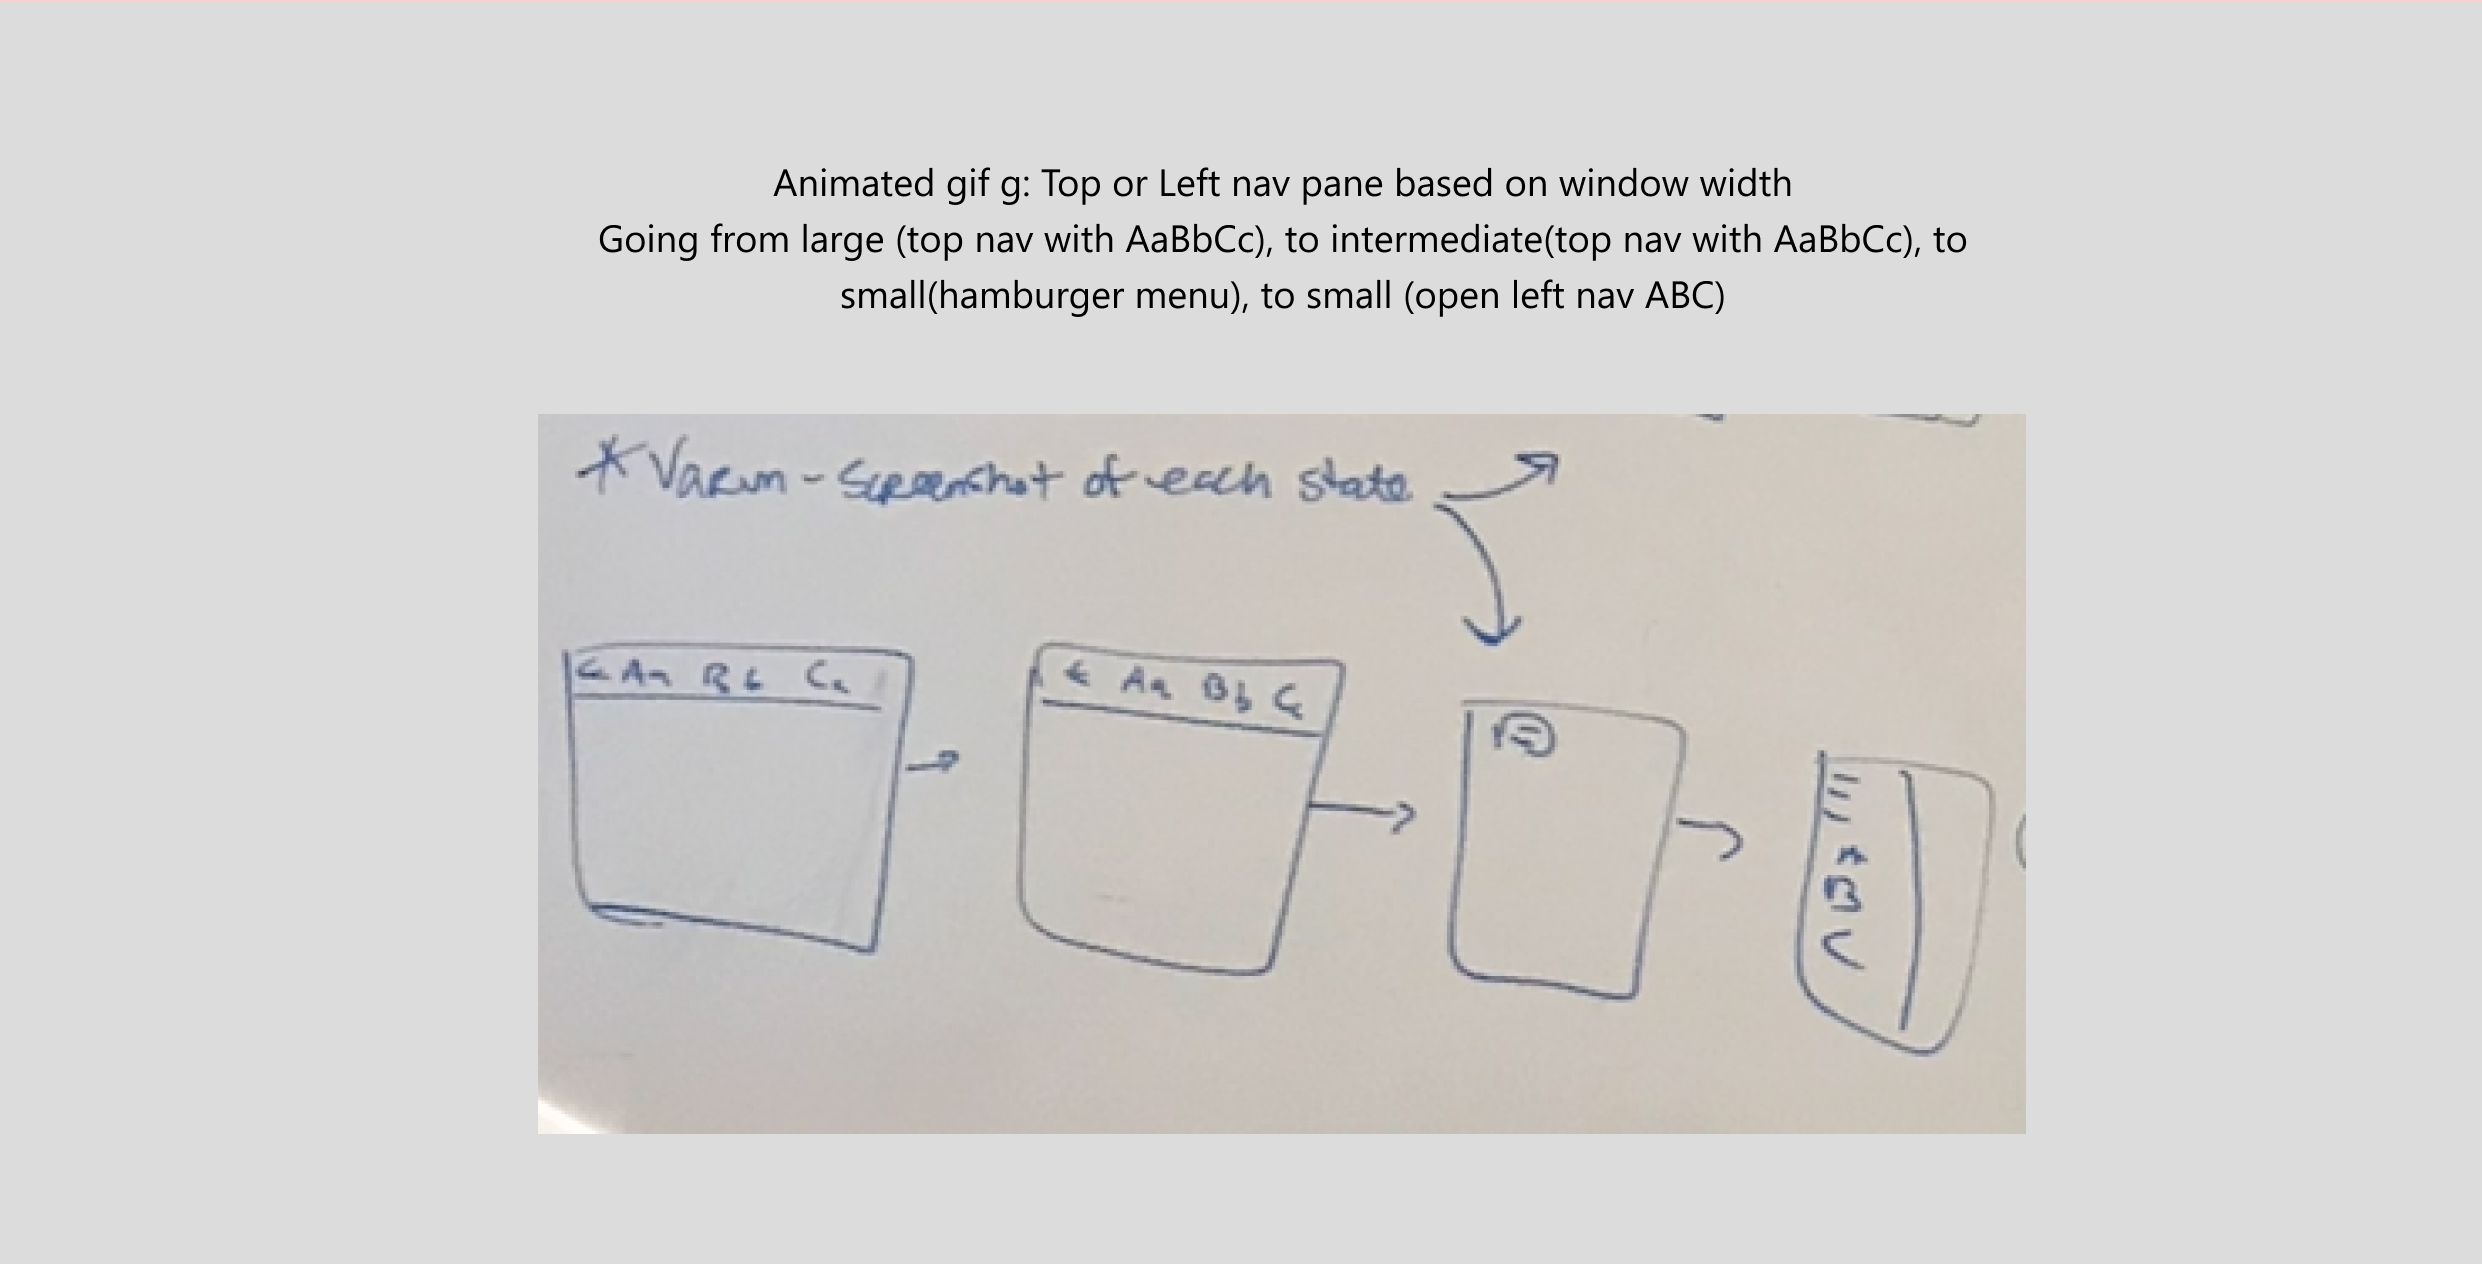 Animated gif g: Top or Left nav pane based on window width
Going from large (top nav with AaBbCc), to intermediate(top nav with AaBbCc), to
small(hamburger menu), to small (open left nav ABC)
* Varun - Screenshot of each state
← Aa Bb Cc
← Aa Bb Cc
A
B
C